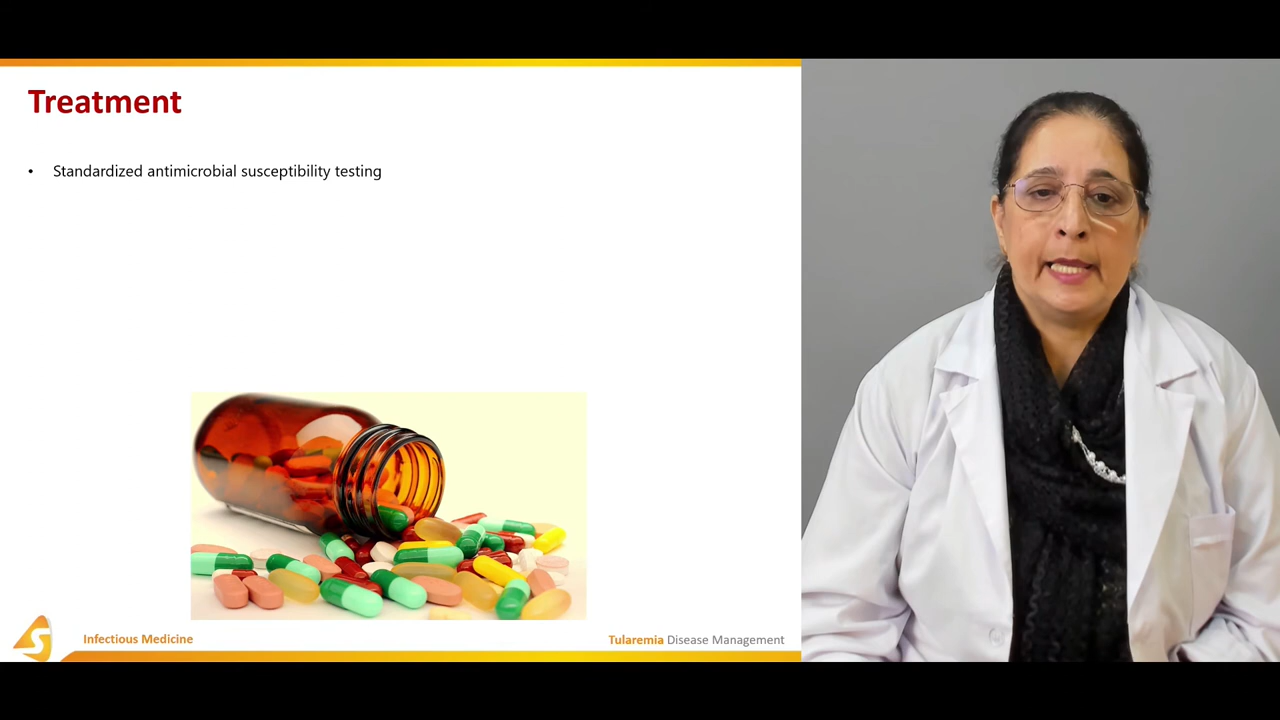 Treatment
• Standardized antimicrobial susceptibility testing
Infectious Medicine
Tularemia Disease Management